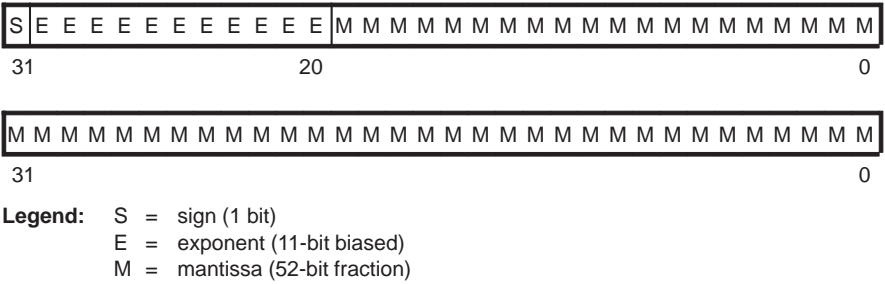 S E E E E E E E E E E E M M M M M M M M M M M M M M M M M M M M
31 20 0
M M M M M M M M M M M M M M M M M M M M M M M M M M M M M M M M
31 0
Legend: S = sign (1 bit)
E = exponent (11-bit biased)
M = mantissa (52-bit fraction)